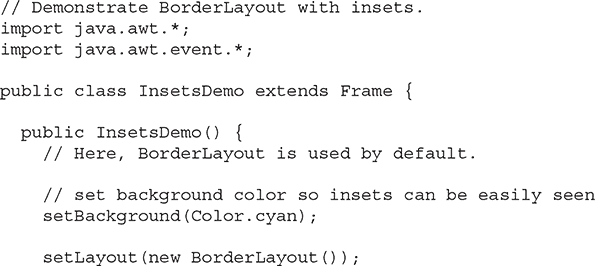 // Demonstrate BorderLayout with insets.
import java.awt.*;
import java.awt.event.*;
public class InsetsDemo extends Frame {
public InsetsDemo() {
// Here, BorderLayout is used by default.
// set background color so insets can be easily seen
setBackground(Color.cyan);
setLayout(new BorderLayout());